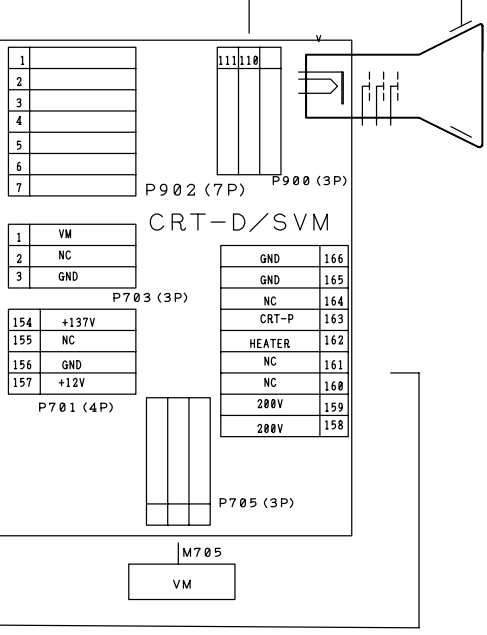 V
1
111 110
2
3
4
5
6
7
P902 (7P)
P900 (3P)
CRT-D/SVM
1 VM
2 NC
3 GND
P703 (3P)
GND 166
GND 165
NC 164
CRT-P 163
HEATER 162
NC 161
NC 160
200V 159
200V 158
154 +137V
155 NC
156 GND
157 +12V
P701 (4P)
P705 (3P)
M705
VM